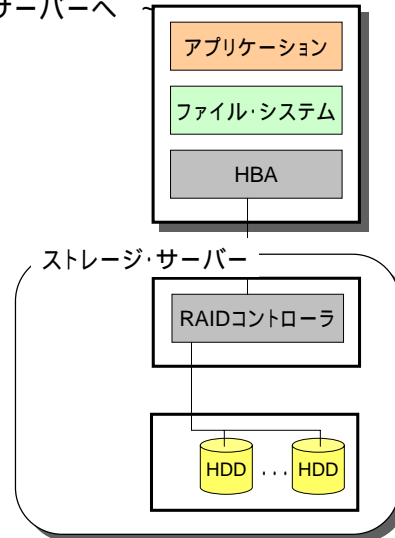 サーバーへ ~
アプリケーション
ファイル・システム
HBA
ストレージ・サーバー
RAIDコントローラ
HDD ... HDD